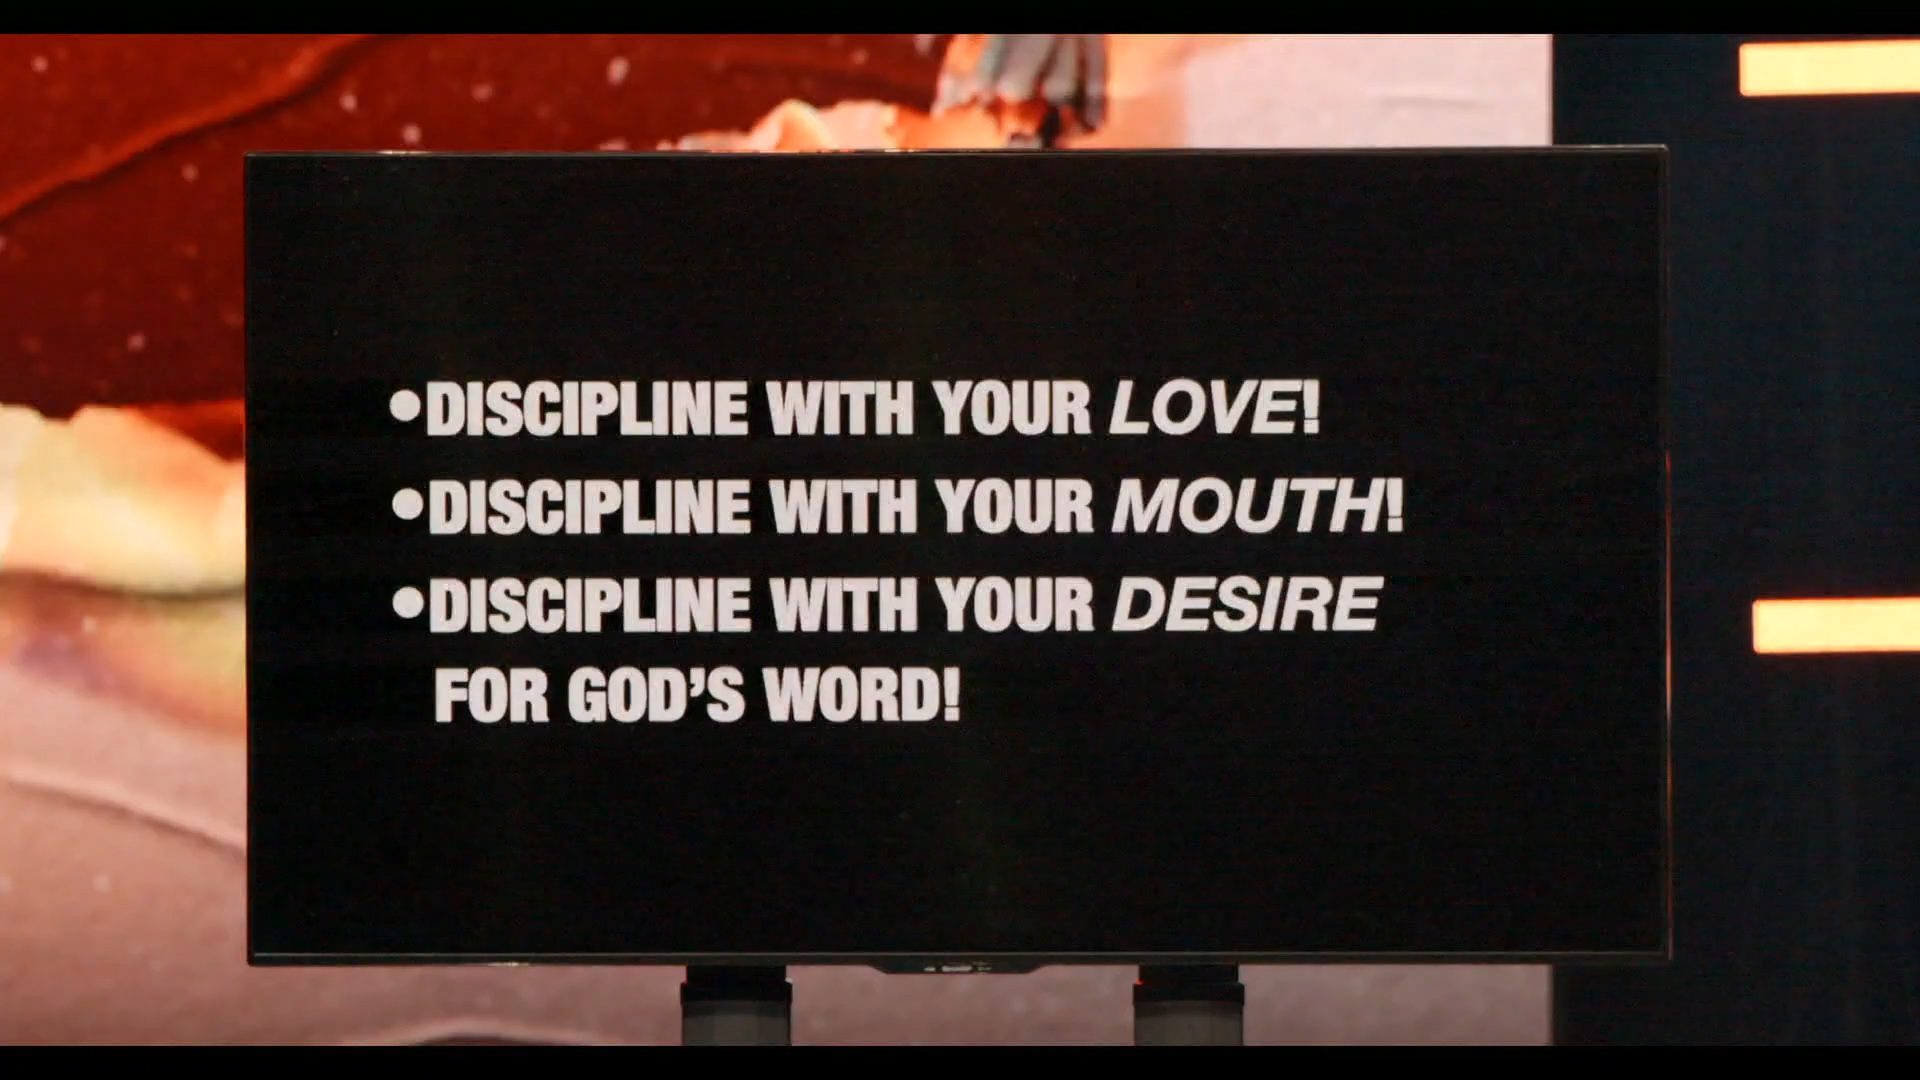 •DISCIPLINE WITH YOUR LOVE!
•DISCIPLINE WITH YOUR MOUTH!
•DISCIPLINE WITH YOUR DESIRE
FOR GOD'S WORD!